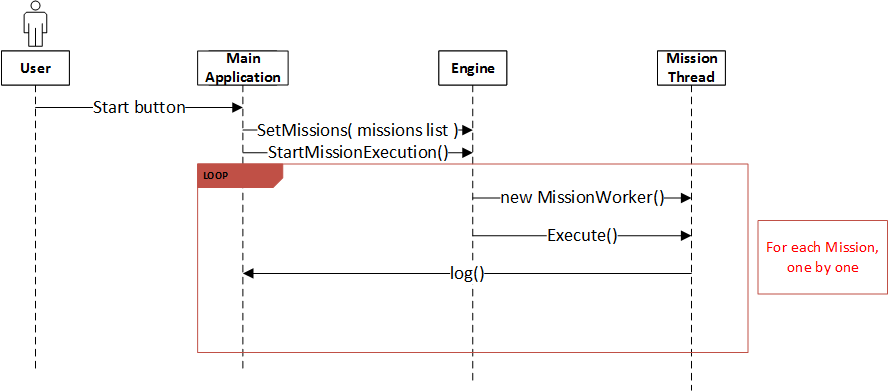 User
Main
Application
Engine
Mission
Thread
Start button
SetMissions( missions list )
StartMissionExecution()
LOOP
new MissionWorker()
Execute()
For each Mission,
one by one
log()